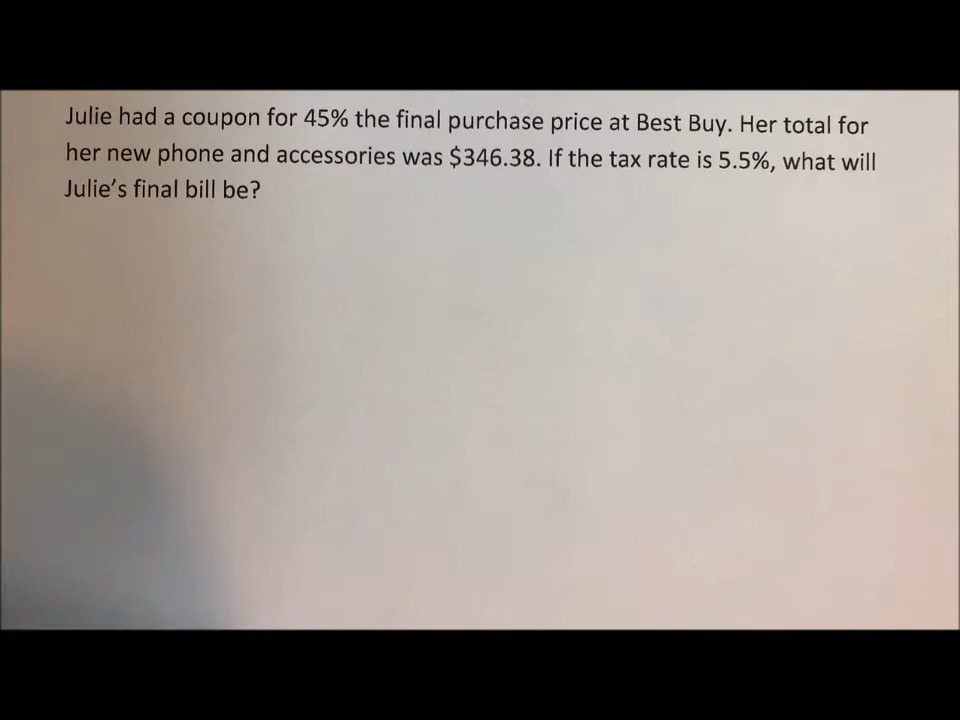 Julie had a coupon for 45% the final purchase price at Best Buy. Her total for
her new phone and accessories was $346.38. If the tax rate is 5.5%, what will
Julie’s final bill be?